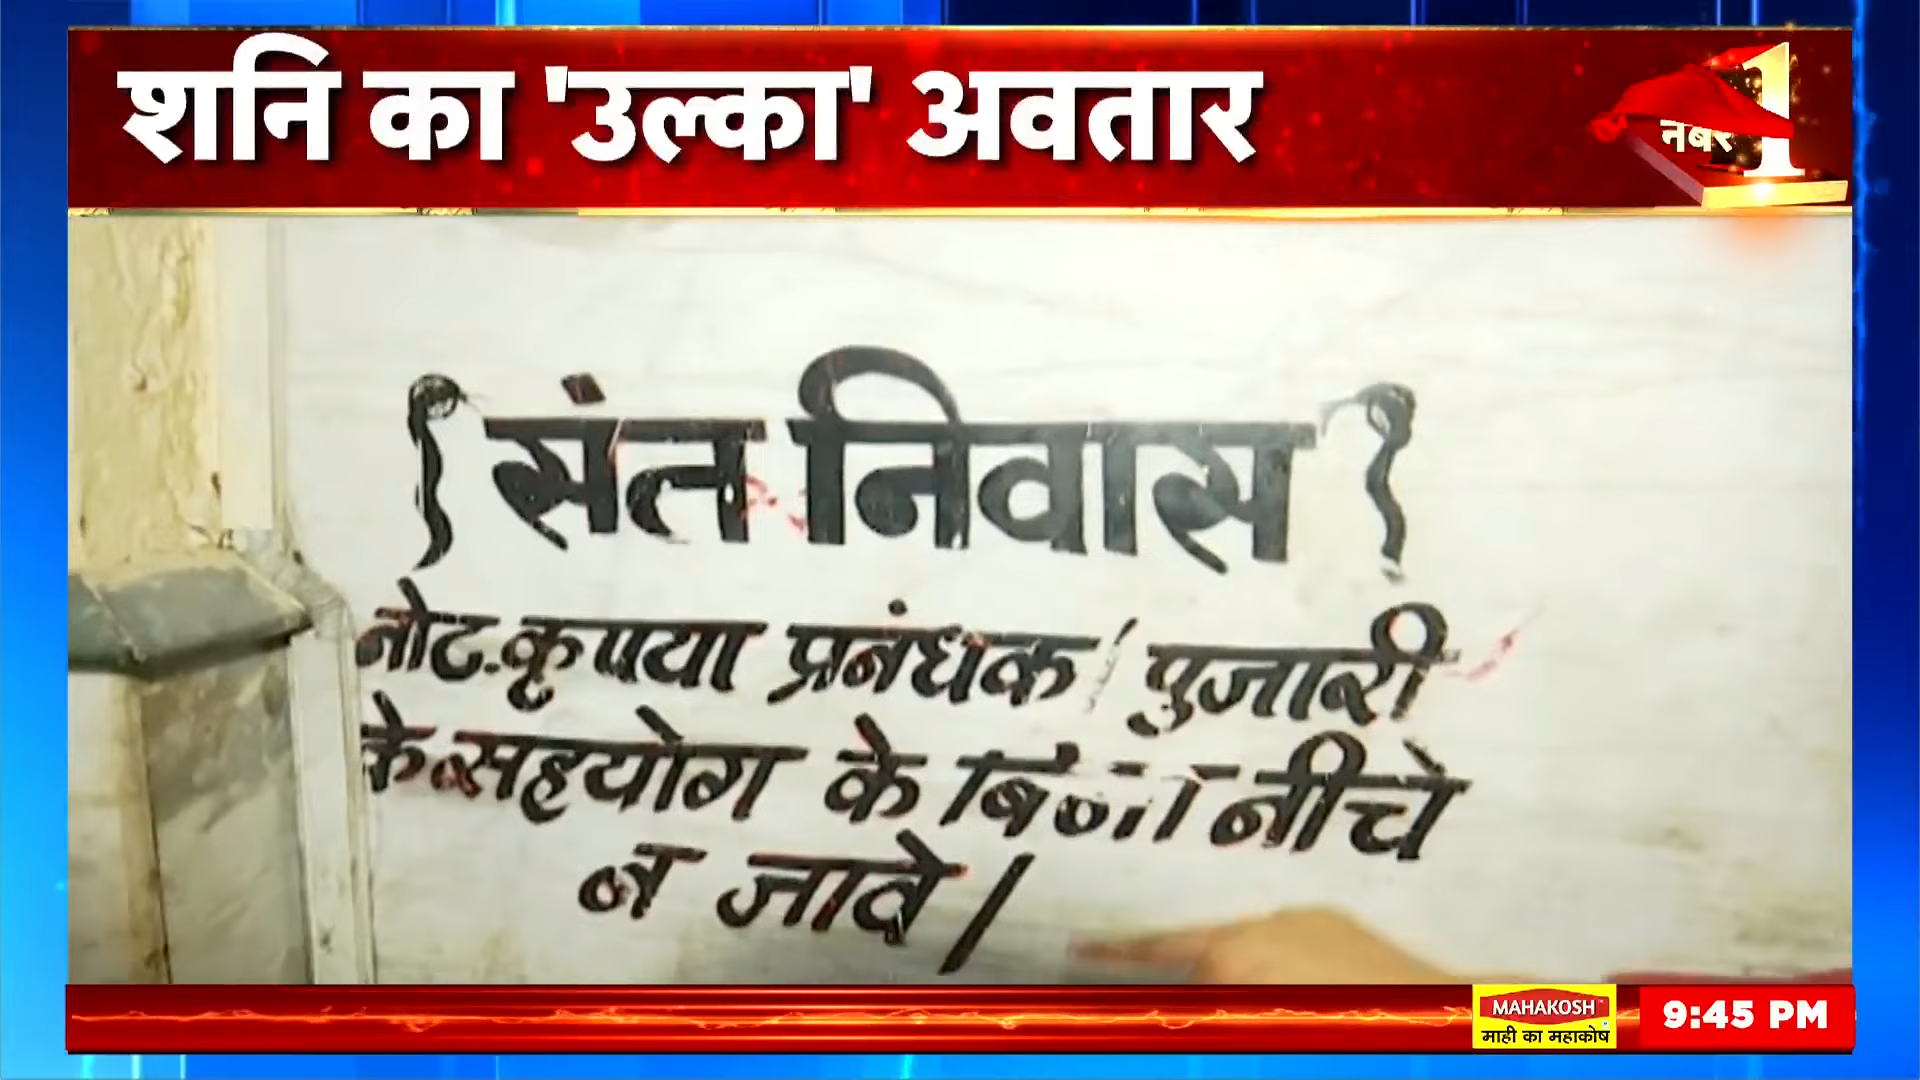 शनि का 'उल्का' अवतार
नंबर 1
{ संत निवास }
नोट.कृपया प्रबंधक / पुजारी
के सहयोग के बिना नीचे
न जावे।
MAHAKOSH
माही का महाकोष
9:45 PM